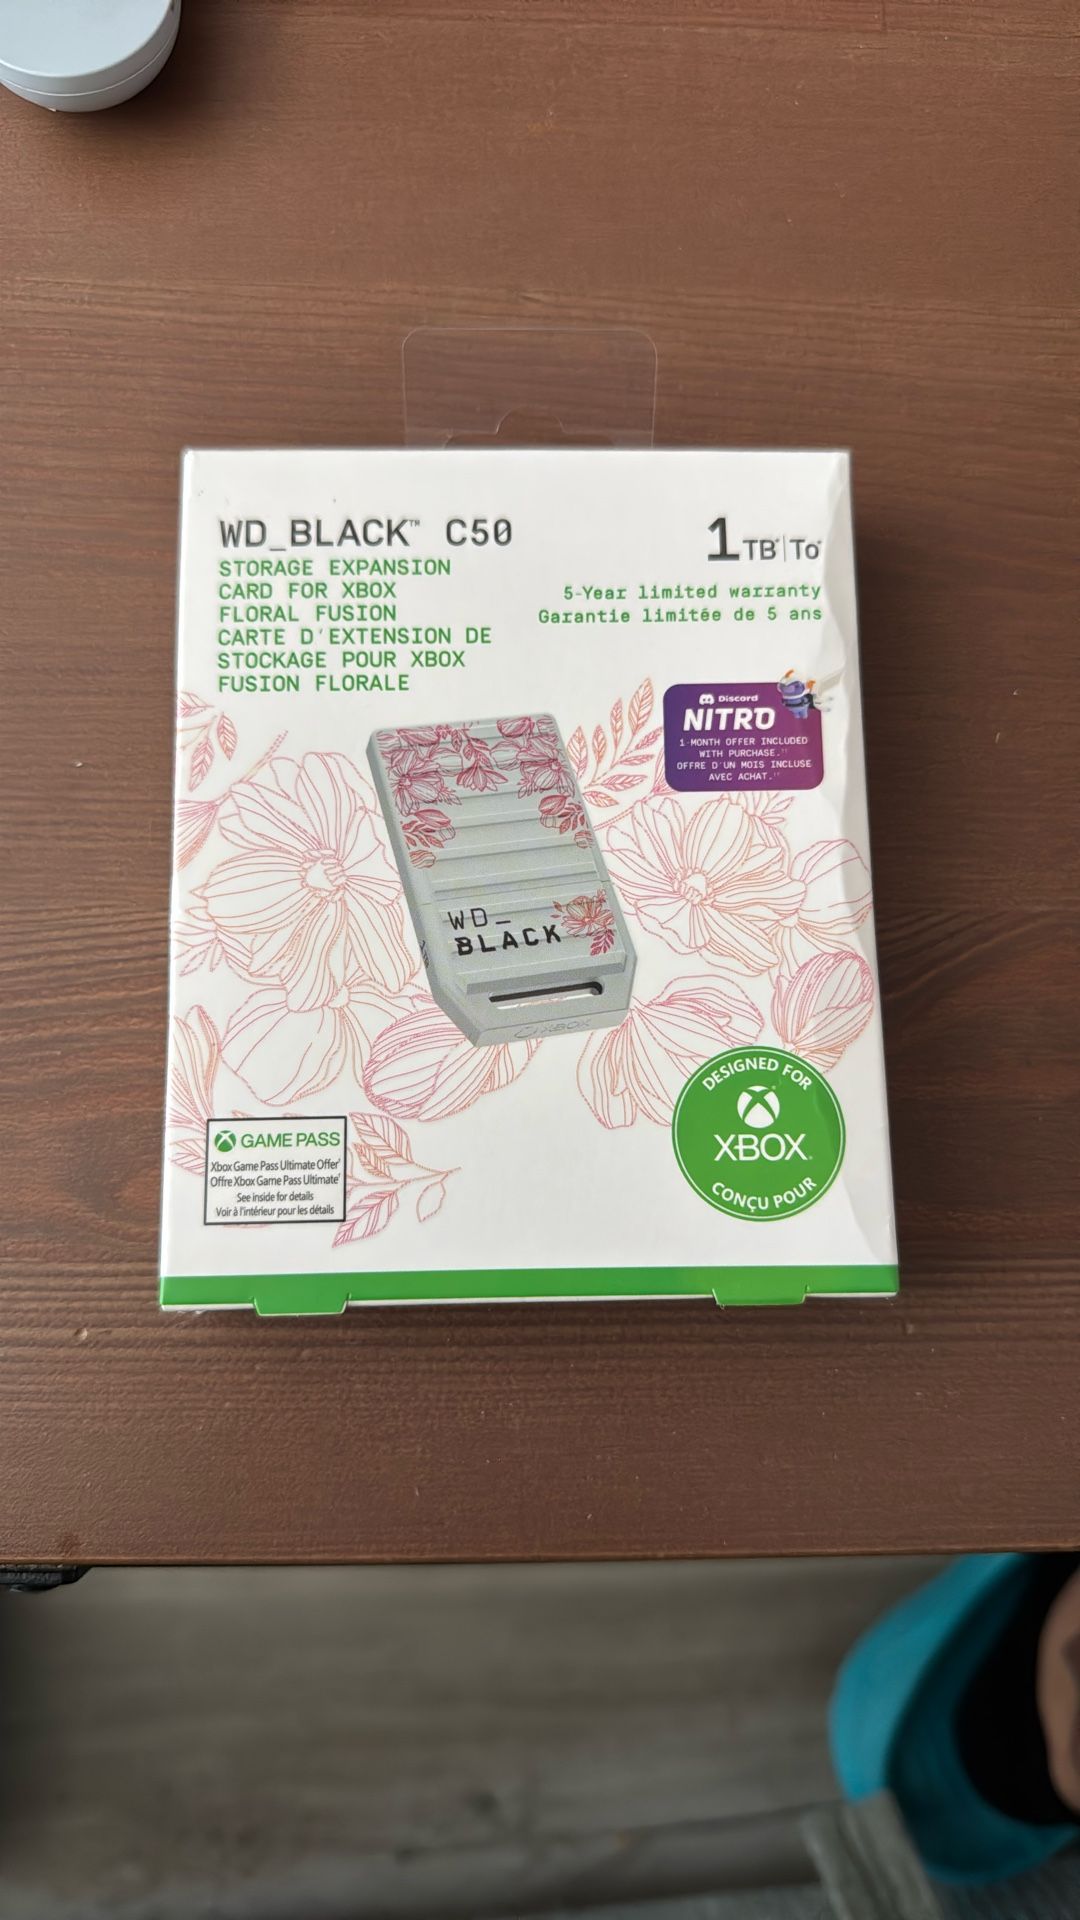 WD_BLACK™ C50
STORAGE EXPANSION
CARD FOR XBOX
FLORAL FUSION
CARTE D'EXTENSION DE
STOCKAGE POUR XBOX
FUSION FLORALE
1TB*|To*
5-Year limited warranty
Garantie limitée de 5 ans
Discord
NITRO
1-MONTH OFFER INCLUDED
WITH PURCHASE.††
OFFRE D'UN MOIS INCLUSE
AVEC ACHAT.††
WD_
BLACK
XBOX
GAME PASS
Xbox Game Pass Ultimate Offer†
Offre Xbox Game Pass Ultimate†
See inside for details
Voir à l'intérieur pour les détails
DESIGNED FOR
XBOX
CONÇU POUR